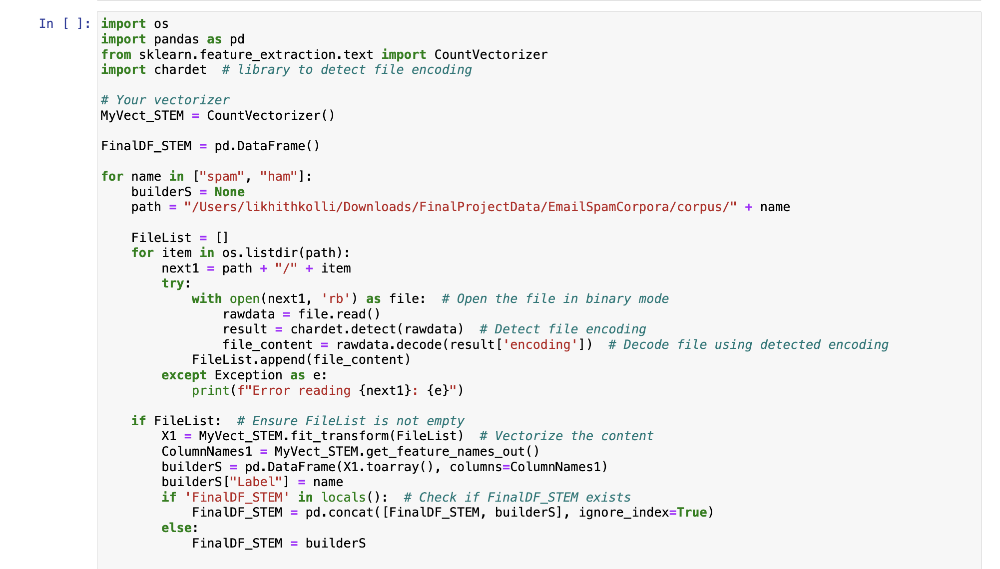 In [ ]:
import os
import pandas as pd
from sklearn.feature_extraction.text import CountVectorizer
import chardet  # library to detect file encoding

# Your vectorizer
MyVect_STEM = CountVectorizer()

FinalDF_STEM = pd.DataFrame()

for name in ["spam", "ham"]:
    builderS = None
    path = "/Users/likhithkolli/Downloads/FinalProjectData/EmailSpamCorpora/corpus/" + name

    FileList = []
    for item in os.listdir(path):
        next1 = path + "/" + item
        try:
            with open(next1, 'rb') as file:  # Open the file in binary mode
                rawdata = file.read()
                result = chardet.detect(rawdata)  # Detect file encoding
                file_content = rawdata.decode(result['encoding'])  # Decode file using detected encoding
            FileList.append(file_content)
        except Exception as e:
            print(f"Error reading {next1}: {e}")

    if FileList:  # Ensure FileList is not empty
        X1 = MyVect_STEM.fit_transform(FileList)  # Vectorize the content
        ColumnNames1 = MyVect_STEM.get_feature_names_out()
        builderS = pd.DataFrame(X1.toarray(), columns=ColumnNames1)
        builderS["Label"] = name
        if 'FinalDF_STEM' in locals():  # Check if FinalDF_STEM exists
            FinalDF_STEM = pd.concat([FinalDF_STEM, builderS], ignore_index=True)
        else:
            FinalDF_STEM = builderS